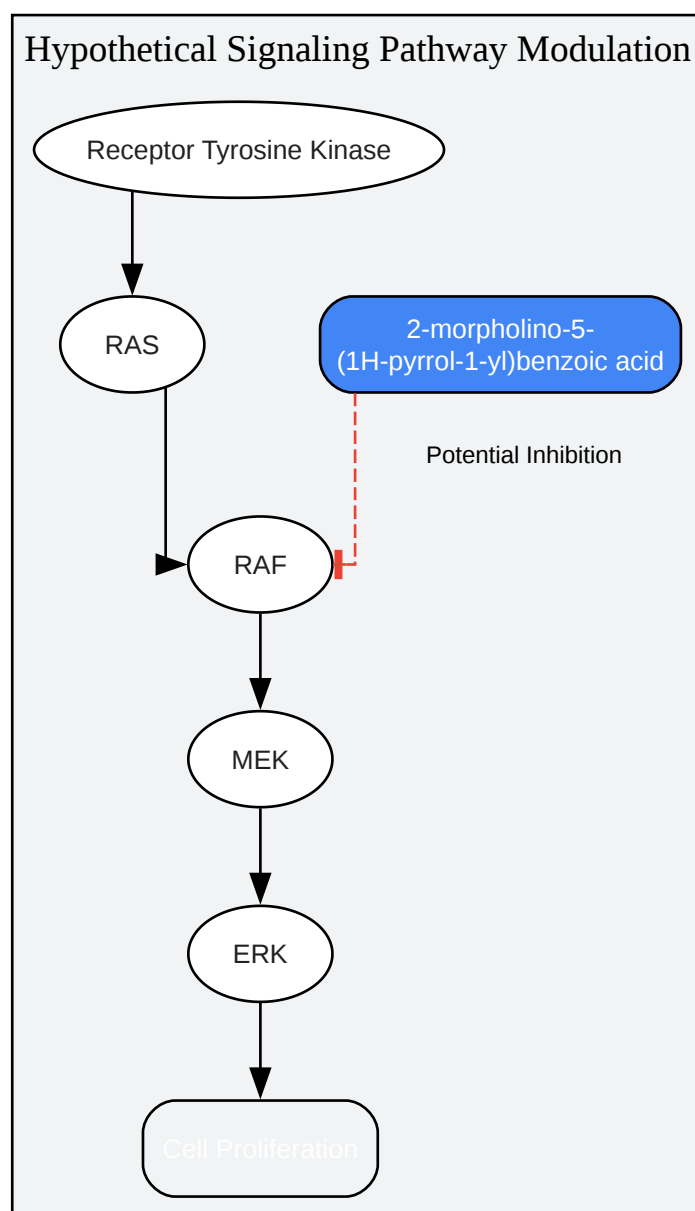 Hypothetical Signaling Pathway Modulation
Receptor Tyrosine Kinase
RAS
2-morpholino-5-
(1H-pyrrol-1-yl)benzoic acid
Potential Inhibition
RAF
MEK
ERK
Cell Proliferation